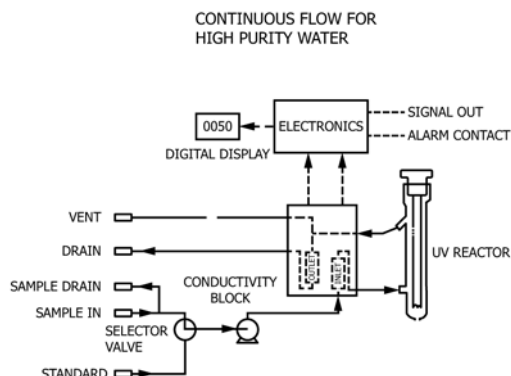 CONTINUOUS FLOW FOR
HIGH PURITY WATER
SIGNAL OUT
0050
ELECTRONICS
ALARM CONTACT
DIGITAL DISPLAY
VENT
DRAIN
OUTLET
INLET
UV REACTOR
SAMPLE DRAIN
CONDUCTIVITY
BLOCK
SAMPLE IN
SELECTOR
VALVE
STANDARD